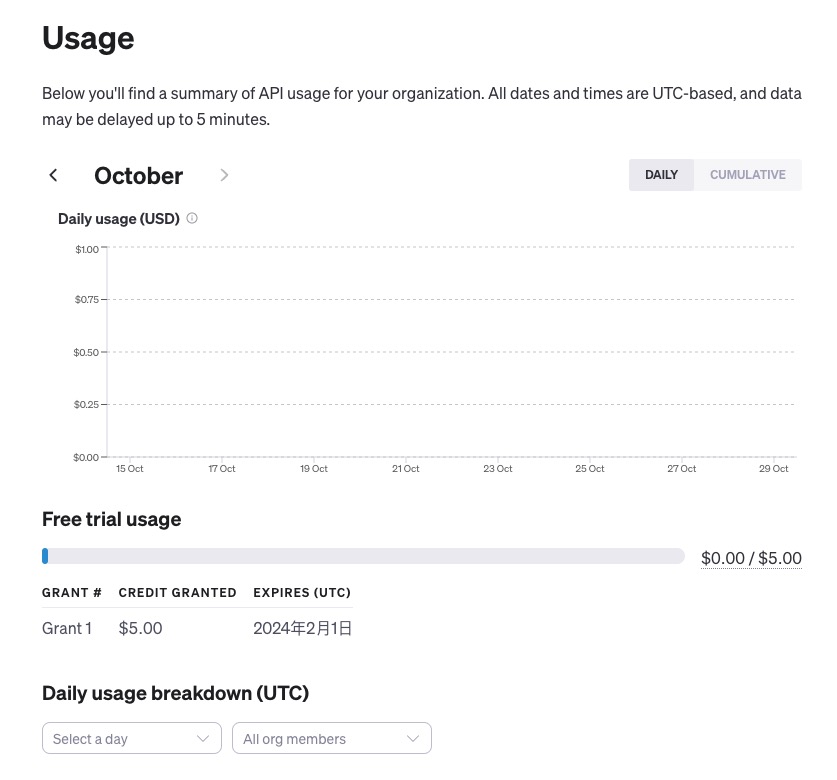 Usage
Below you'll find a summary of API usage for your organization. All dates and times are UTC-based, and data
may be delayed up to 5 minutes.
October
DAILY CUMULATIVE
Daily usage (USD)
$1.00
$0.75
$0.50
$0.25
$0.00
15 Oct 17 Oct 19 Oct 21 Oct 23 Oct 25 Oct 27 Oct 29 Oct
Free trial usage
$0.00 / $5.00
GRANT # CREDIT GRANTED EXPIRES (UTC)
Grant 1 $5.00 2024年2月1日
Daily usage breakdown (UTC)
Select a day All org members